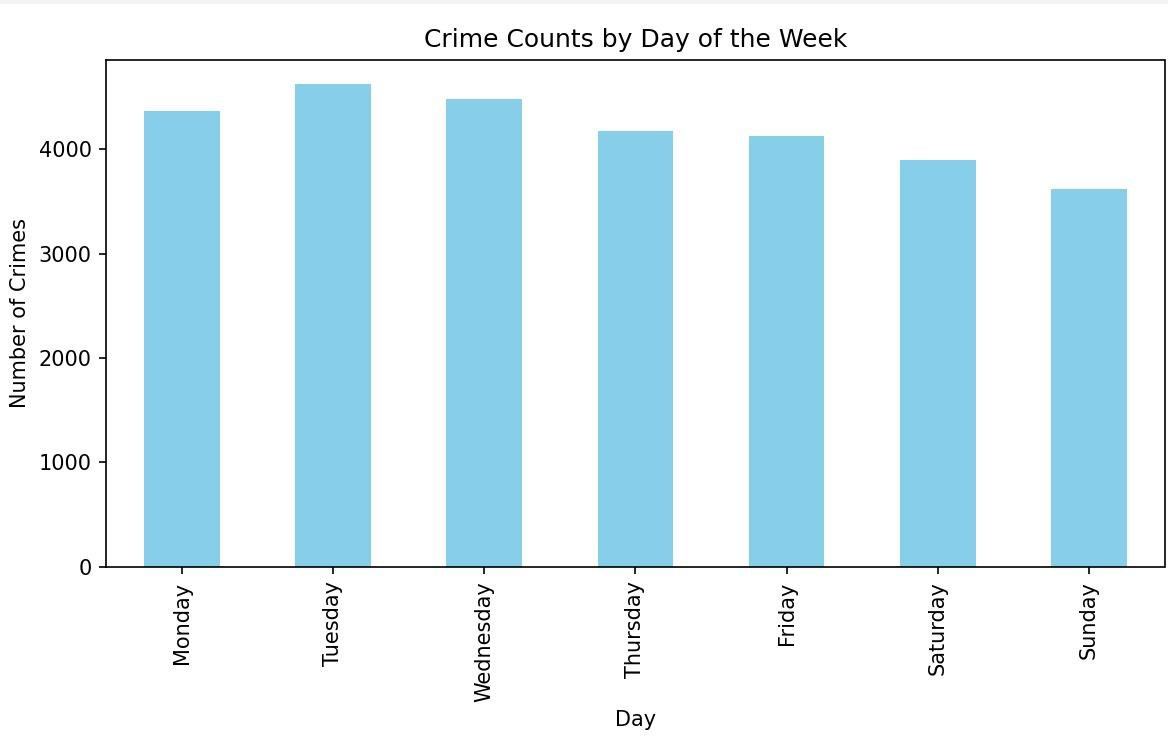 Crime Counts by Day of the Week
Number of Crimes
4000
3000
2000
1000
0
Monday
Tuesday
Wednesday
Thursday
Friday
Saturday
Sunday
Day